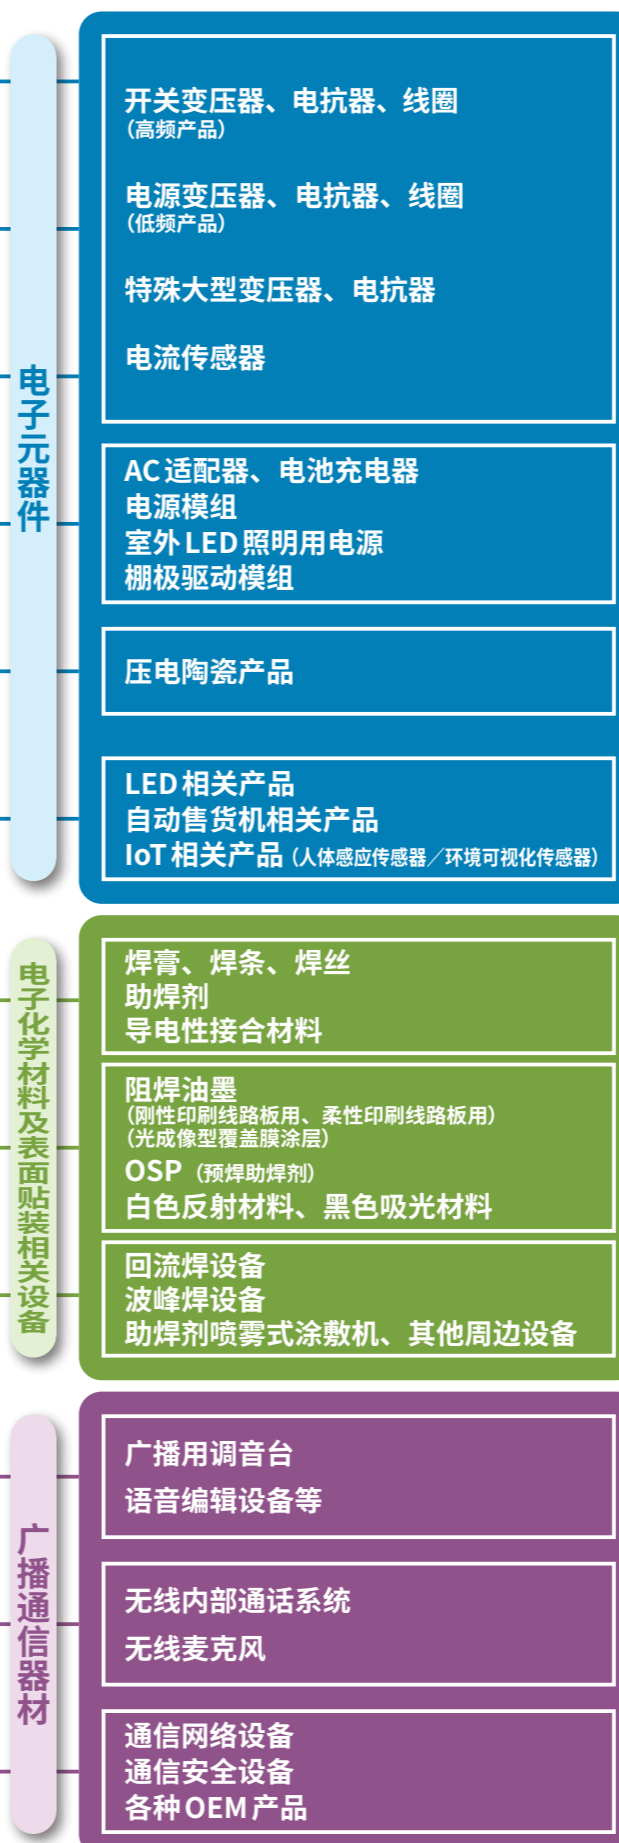 电子元器件
开关变压器、电抗器、线圈
（高频产品）
电源变压器、电抗器、线圈
（低频产品）
特殊大型变压器、电抗器
电流传感器
AC适配器、电池充电器
电源模组
室外LED照明用电源
棚极驱动模组
压电陶瓷产品
LED相关产品
自动售货机相关产品
IoT相关产品（人体感应传感器／环境可视化传感器）
电子化学材料及表面贴装相关设备
焊膏、焊条、焊丝
助焊剂
导电性接合材料
阻焊油墨
（刚性印刷线路板用、柔性印刷线路板用）
（光成像型覆盖膜涂层）
OSP（预焊助焊剂）
白色反射材料、黑色吸光材料
回流焊设备
波峰焊设备
助焊剂喷雾式涂敷机、其他周边设备
广播通信器材
广播用调音台
语音编辑设备等
无线内部通话系统
无线麦克风
通信网络设备
通信安全设备
各种OEM产品